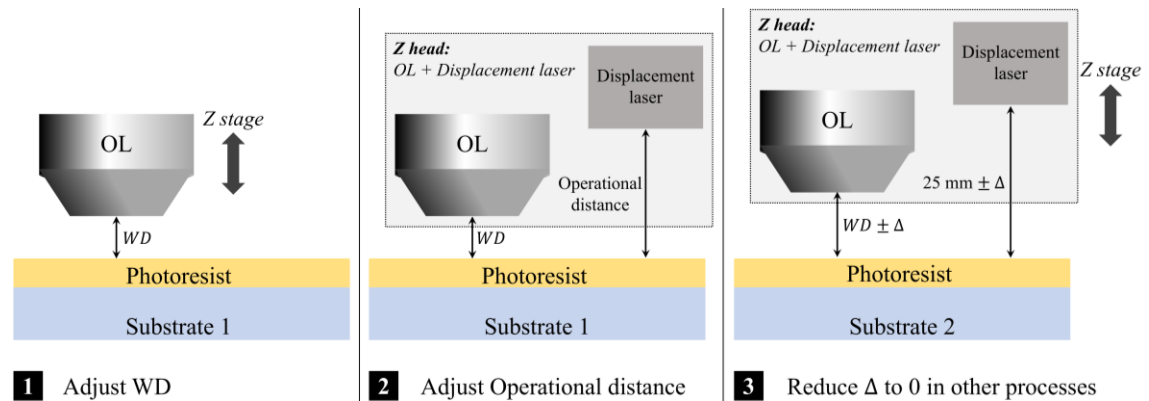 Z stage
OL
WD
Photoresist
Substrate 1
1 Adjust WD
Z head:
OL + Displacement laser
Displacement
laser
OL
Operational
distance
WD
Photoresist
Substrate 1
2 Adjust Operational distance
Z head:
OL + Displacement laser
Displacement
laser
Z stage
OL
25 mm ± Δ
WD ± Δ
Photoresist
Substrate 2
3 Reduce Δ to 0 in other processes